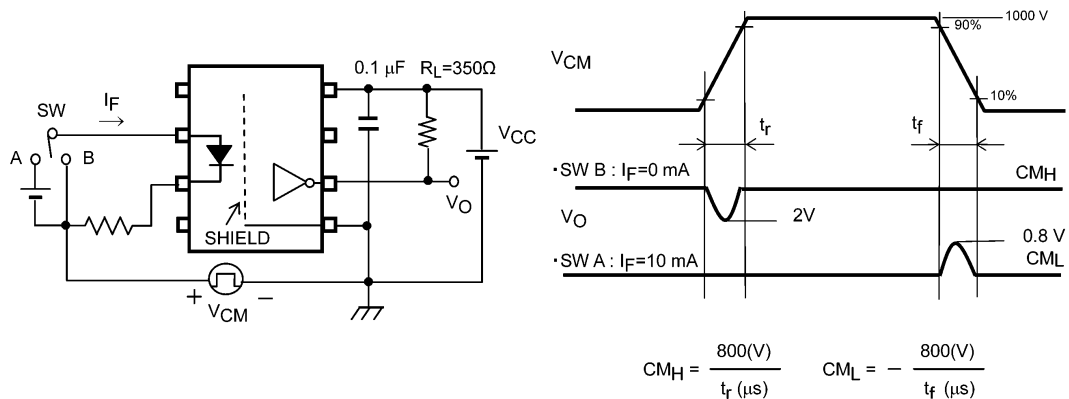 SW
I_F
A
B
SHIELD
0.1 μF
R_L=350Ω
V_CC
V_O
+
V_CM
−
V_CM
1000 V
90%
10%
t_r
t_f
·SW B : I_F=0 mA
CM_H
V_O
2V
0.8 V
·SW A : I_F=10 mA
CM_L
CM_H = 800(V) / t_r (μs)
CM_L = − 800(V) / t_f (μs)